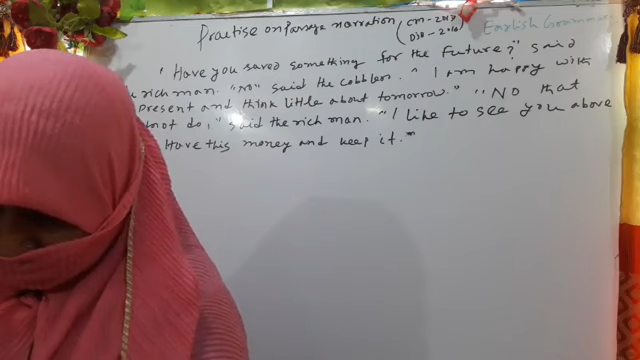 Practise on Passage narration (cm - 2017
Dio - 2016
English Grammar
"Have you saved something for the future?" said
rich man. "No" said the cobbler. "I am happy with
present and think little about tomorrow." "No that
not do," said the rich man. "I like to see you above
Have this money and keep it."